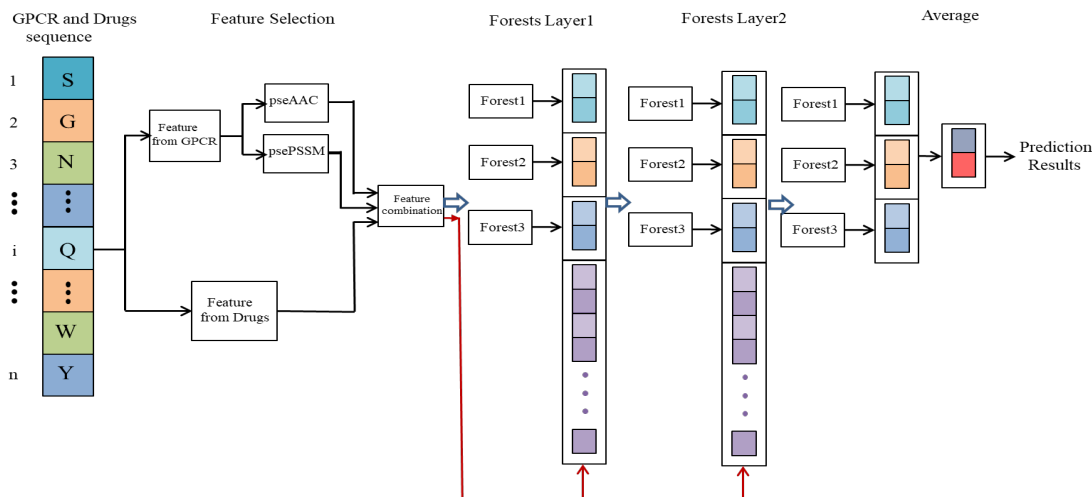 GPCR and Drugs
sequence
Feature Selection
Forests Layer1
Forests Layer2
Average
1
S
2
G
3
N
i
Q
W
n
Y
Feature
from GPCR
pseAAC
psePSSM
Feature
from Drugs
Feature
combination
Forest1
Forest2
Forest3
Forest1
Forest2
Forest3
Forest1
Forest2
Forest3
Prediction
Results